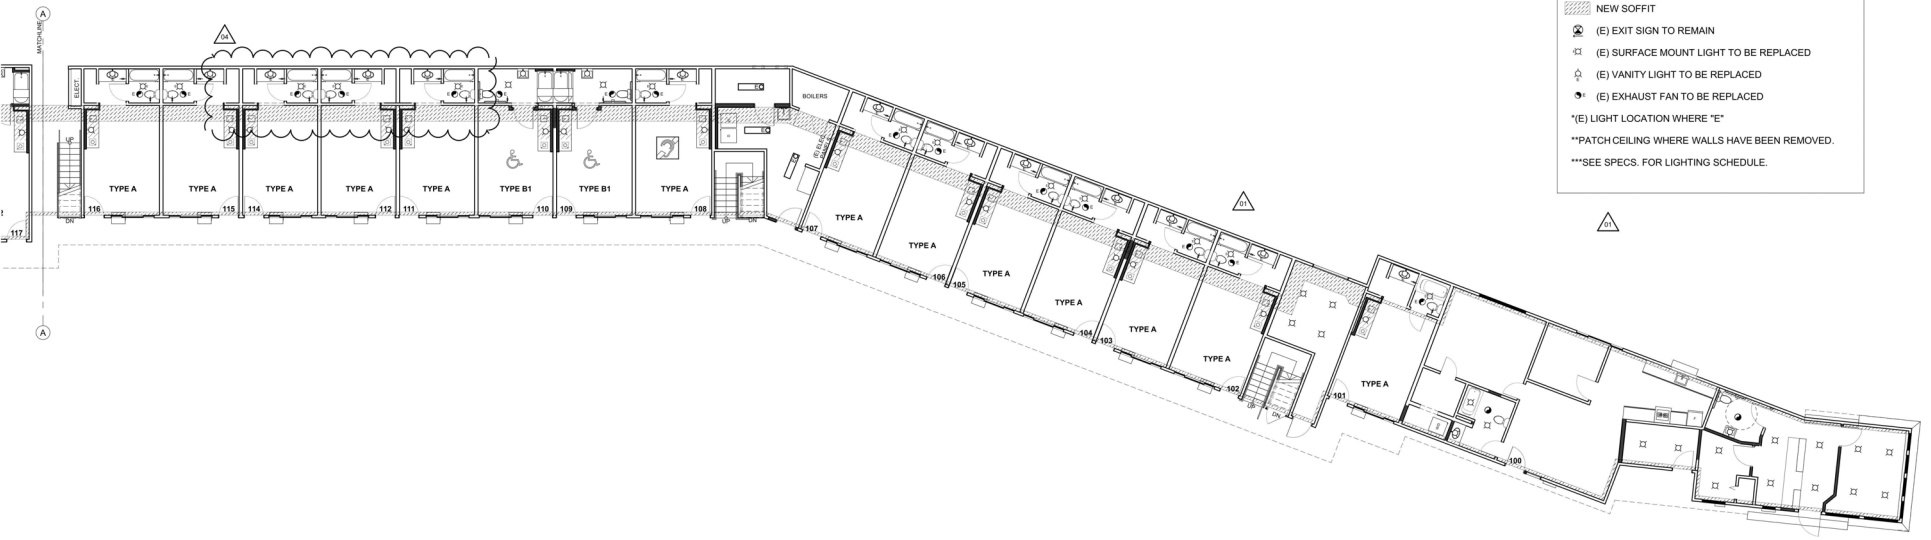 A
MATCHLINE
04
NEW SOFFIT
(E) EXIT SIGN TO REMAIN
(E) SURFACE MOUNT LIGHT TO BE REPLACED
(E) VANITY LIGHT TO BE REPLACED
E (E) EXHAUST FAN TO BE REPLACED
*(E) LIGHT LOCATION WHERE "E"
**PATCH CEILING WHERE WALLS HAVE BEEN REMOVED.
***SEE SPECS. FOR LIGHTING SCHEDULE.
ELECT.
BOILERS
(E) ELEC. PANELS
UP
TYPE A
TYPE A
TYPE A
TYPE A
TYPE A
TYPE B1
TYPE B1
TYPE A
117
DN
116
115
114
112
111
110
109
108
UP
DN
01
01
107
TYPE A
106
TYPE A
105
TYPE A
104
TYPE A
103
TYPE A
102
TYPE A
UP
DN
101
TYPE A
100
A